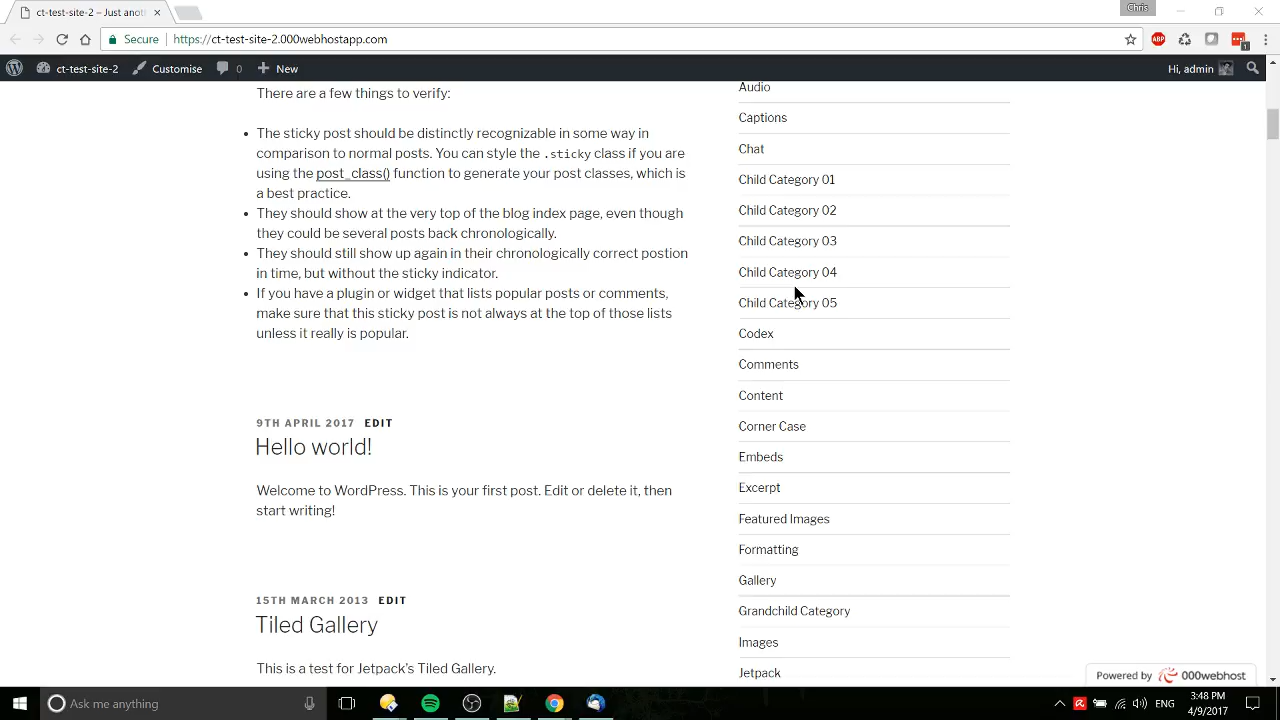 ct-test-site-2 – Just anot
Chris
Secure
https://ct-test-site-2.000webhostapp.com
ABP
1
ct-test-site-2
Customise
0
New
Hi, admin
There are a few things to verify:
The sticky post should be distinctly recognizable in some way in
comparison to normal posts. You can style the .sticky class if you are
using the post_class() function to generate your post classes, which is
a best practice.
They should show at the very top of the blog index page, even though
they could be several posts back chronologically.
They should still show up again in their chronologically correct postion
in time, but without the sticky indicator.
If you have a plugin or widget that lists popular posts or comments,
make sure that this sticky post is not always at the top of those lists
unless it really is popular.
9TH APRIL 2017 EDIT
Hello world!
Welcome to WordPress. This is your first post. Edit or delete it, then
start writing!
15TH MARCH 2013 EDIT
Tiled Gallery
This is a test for Jetpack's Tiled Gallery.
Audio
Captions
Chat
Child Category 01
Child Category 02
Child Category 03
Child Category 04
Child Category 05
Codex
Comments
Content
Corner Case
Embeds
Excerpt
Featured Images
Formatting
Gallery
Grandchild Category
Images
Jetpack
Powered by 000webhost
Ask me anything
ENG
3:48 PM
4/9/2017